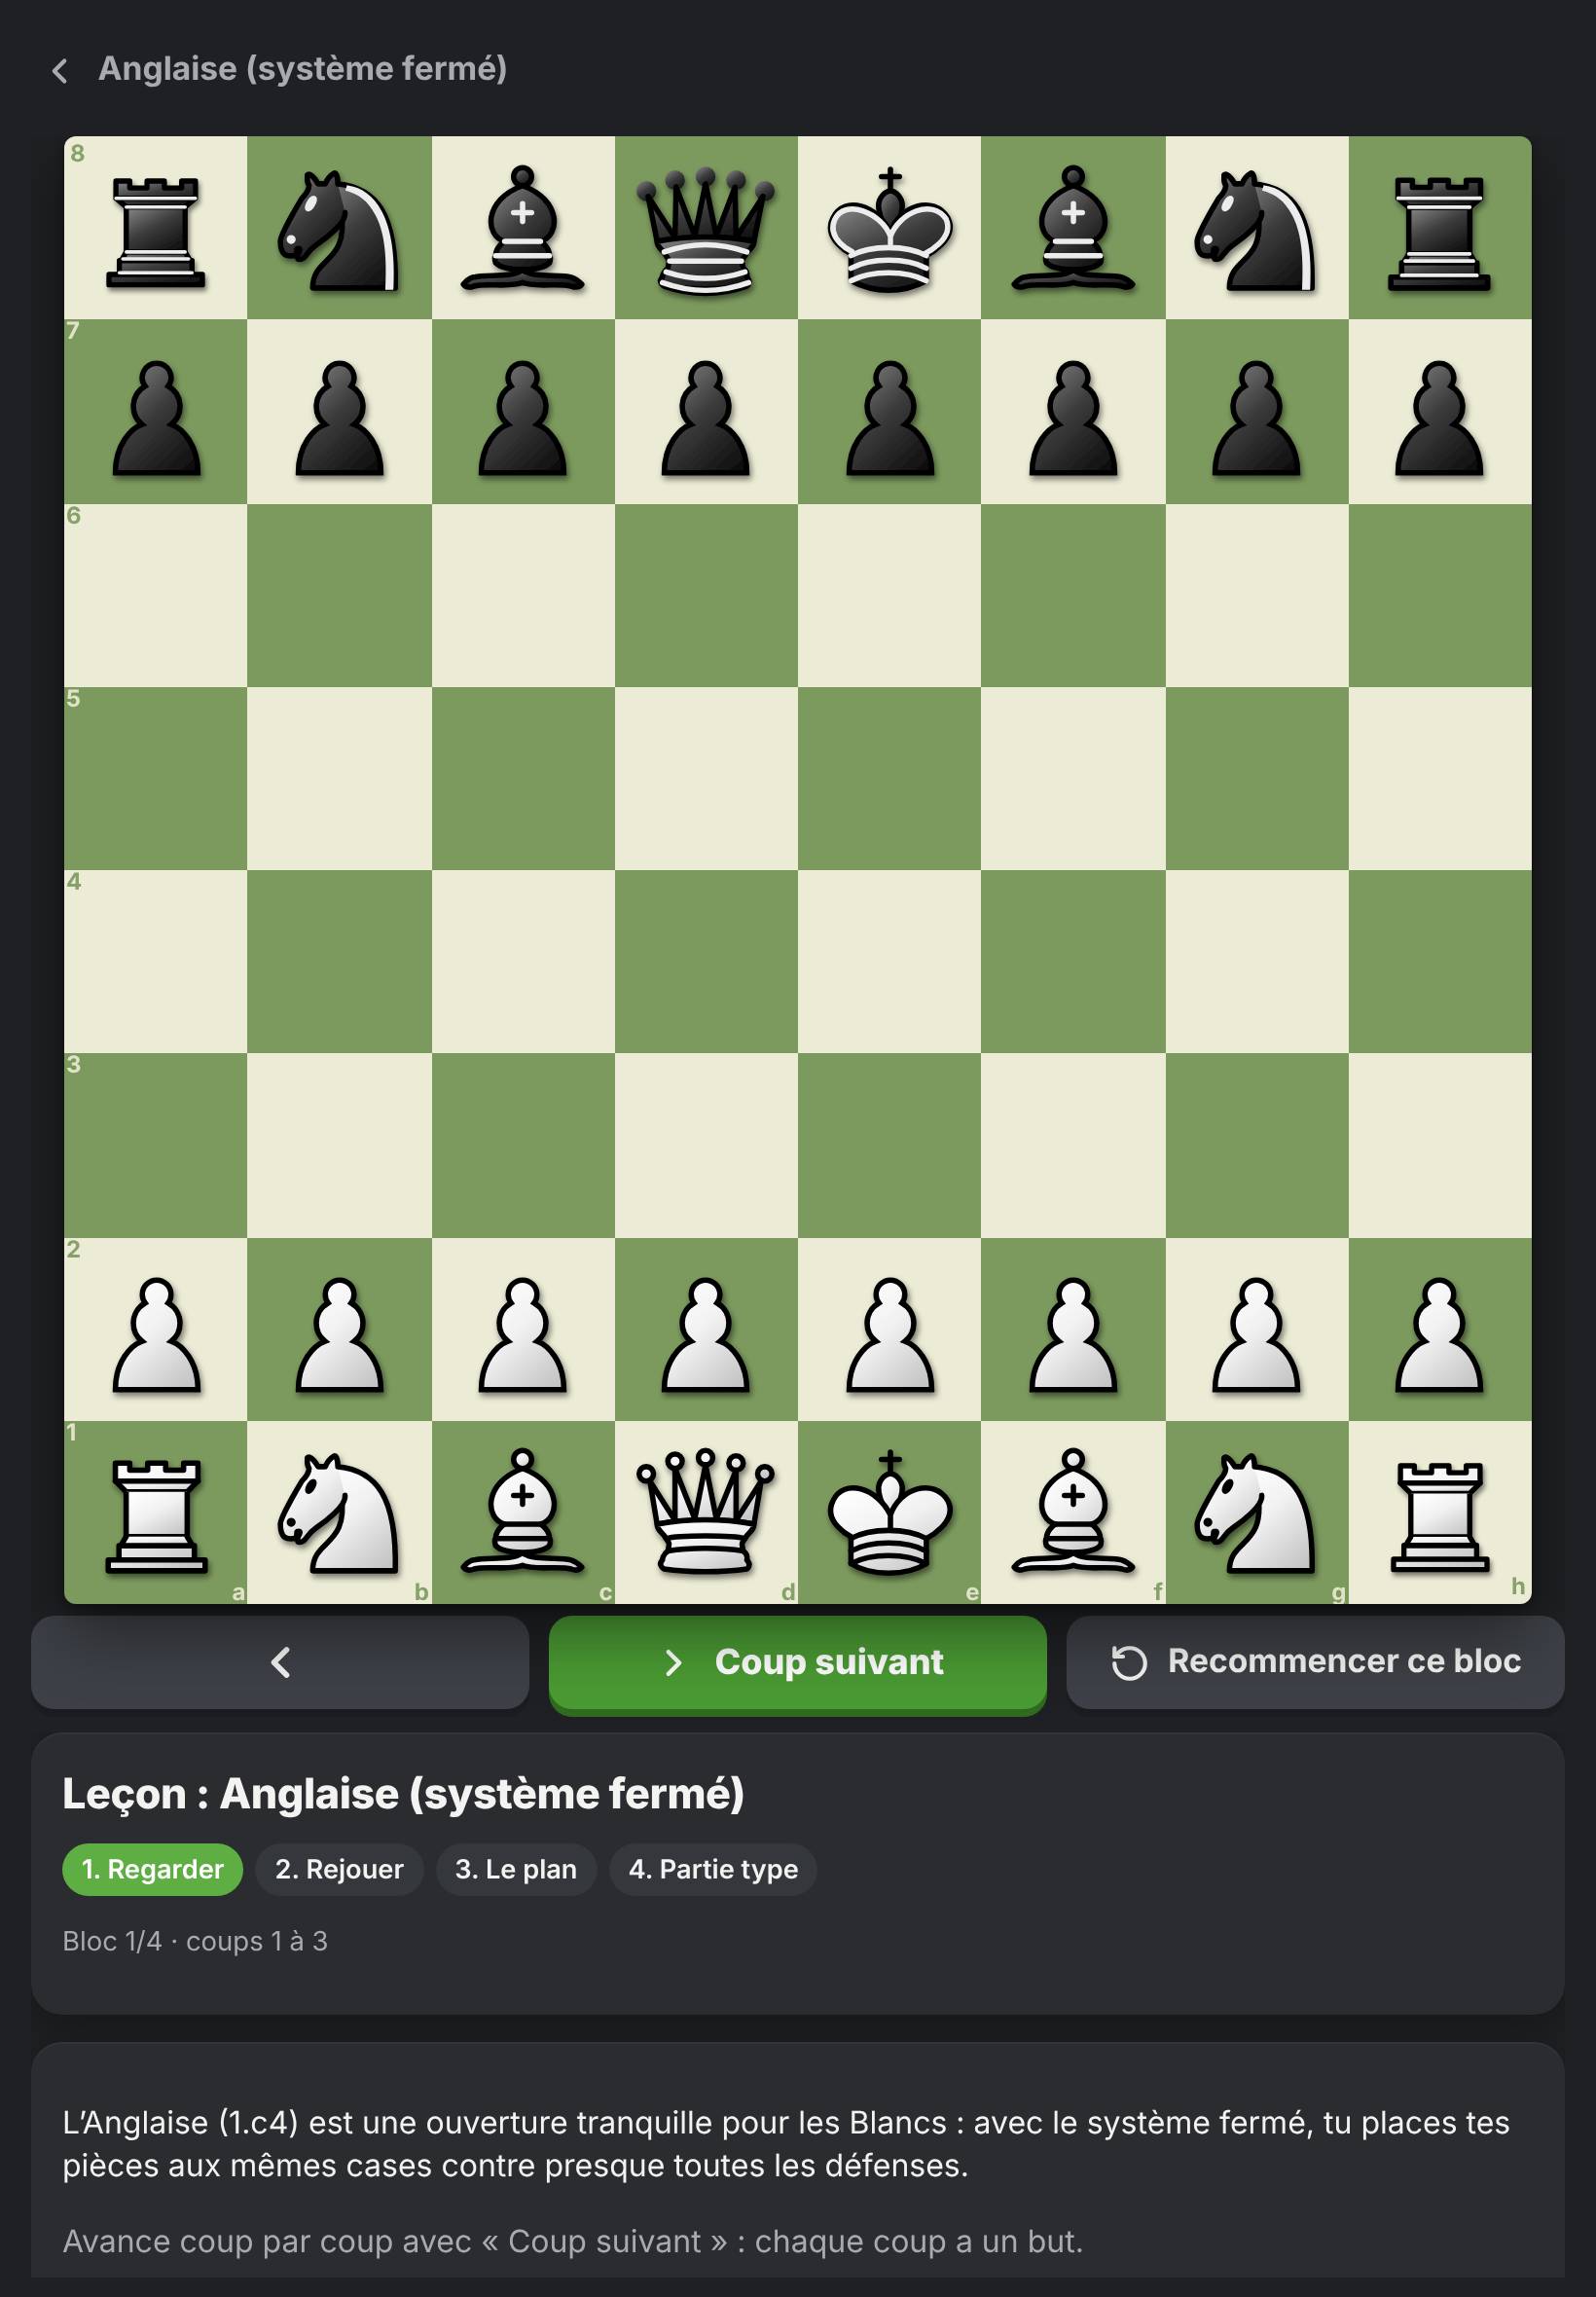 Anglaise (système fermé)
8
7
6
5
4
3
2
1
a b c d e f g h
Coup suivant
Recommencer ce bloc
Leçon : Anglaise (système fermé)
1. Regarder 2. Rejouer 3. Le plan 4. Partie type
Bloc 1/4 · coups 1 à 3
L’Anglaise (1.c4) est une ouverture tranquille pour les Blancs : avec le système fermé, tu places tes
pièces aux mêmes cases contre presque toutes les défenses.
Avance coup par coup avec « Coup suivant » : chaque coup a un but.